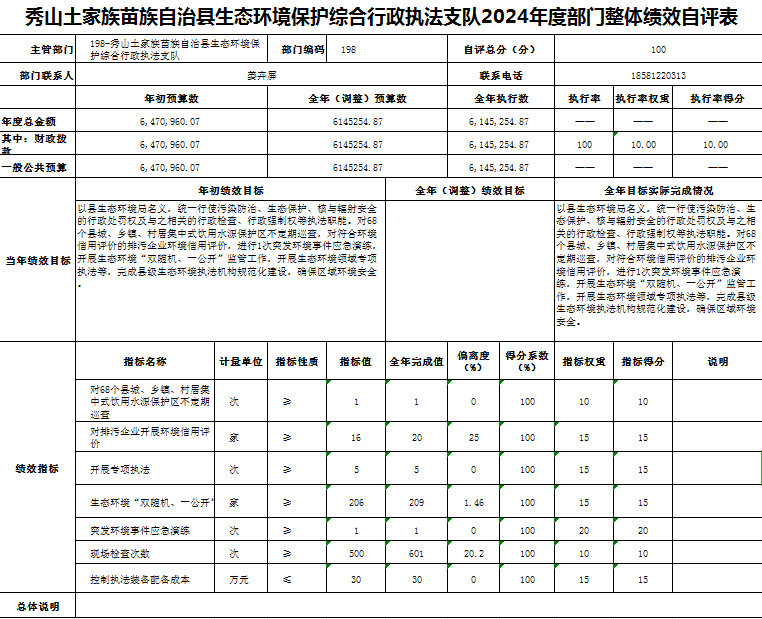 秀山土家族苗族自治县生态环境保护综合行政执法支队2024年度部门整体绩效自评表
主管部门 198-秀山土家族苗族自治县生态环境保 护综合行政执法支队 部门编码 198 自评总分（分） 100
部门联系人 联系电话 18581220313
年初预算数 全年（调整）预算数 全年执行数 执行率 执行率权重 执行率得分
年度总金额 6,470,960.07 6145254.87 6,145,254.87 —— —— ——
其中：财政拨款 6,470,960.07 6145254.87 6,145,254.87 100 10.00 10.00
一般公共预算 6,470,960.07 6145254.87 6,145,254.87 —— —— ——
当年绩效目标
年初绩效目标 全年（调整）绩效目标 全年目标实际完成情况
以县生态环境局名义，统一行使污染防治、生态保护、核与辐射安全
的行政处罚权及与之相关的行政检查、行政强制权等执法职能。对68
个县城、乡镇、村居集中式饮用水源保护区不定期巡查，对符合环境
信用评价的排污企业环境信用评价，进行1次突发环境事件应急演练，
开展生态环境“双随机、一公开”监管工作，开展生态环境领域专项
执法等，完成县级生态环境执法机构规范化建设，确保区域环境安全
。
以县生态环境局名义，统一行使污染防治、生
态保护、核与辐射安全的行政处罚权及与之相
关的行政检查、行政强制权等执法职能。对68
个县城、乡镇、村居集中式饮用水源保护区不
定期巡查，对符合环境信用评价的排污企业环
境信用评价，进行1次突发环境事件应急演
练，开展生态环境“双随机、一公开”监管工
作，开展生态环境领域专项执法等，完成县级
生态环境执法机构规范化建设，确保区域环境
安全。
绩效指标
指标名称 计量单位 指标性质 指标值 全年完成值 偏离度（%） 得分系数（%） 指标权重 指标得分 说明
对68个县城、乡镇、村居集
中式饮用水源保护区不定期
巡查 次 ≥ 1 1 0 100 10 10
对排污企业开展环境信用评
价 家 ≥ 16 20 25 100 15 15
开展专项执法 次 ≥ 5 5 0 100 15 15
生态环境“双随机、一公开” 家 ≥ 206 209 1.46 100 15 15
突发环境事件应急演练 次 ≥ 1 1 0 100 20 20
现场检查次数 次 ≥ 500 601 20.2 100 10 10
控制执法装备配备成本 万元 ≤ 30 30 0 100 15 15
总体说明